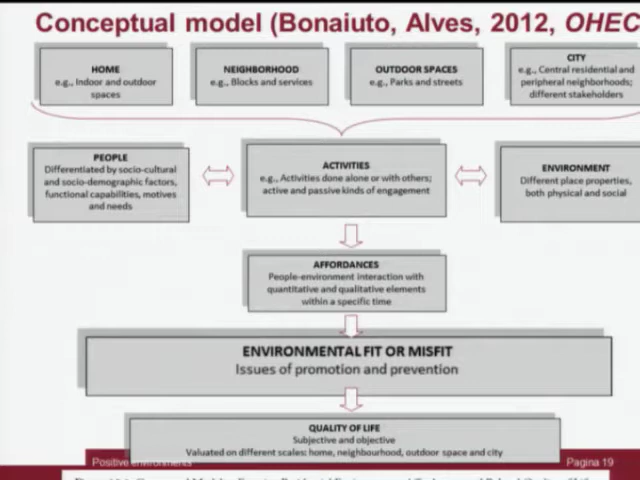 Conceptual model (Bonaiuto, Alves, 2012, OHEC
HOME
e.g., Indoor and outdoor
spaces
NEIGHBORHOOD
e.g., Blocks and services
OUTDOOR SPACES
e.g., Parks and streets
CITY
e.g., Central residential and
peripheral neighborhoods;
different stakeholders
PEOPLE
Differentiated by socio-cultural
and socio-demographic factors,
functional capabilities, motives
and needs
ACTIVITIES
e.g., Activities done alone or with others;
active and passive kinds of engagement
ENVIRONMENT
Different place properties,
both physical and social
AFFORDANCES
People-environment interaction with
quantitative and qualitative elements
within a specific time
ENVIRONMENTAL FIT OR MISFIT
Issues of promotion and prevention
QUALITY OF LIFE
Subjective and objective
Valuated on different scales: home, neighbourhood, outdoor space and city
Positive environments
Pagina 19